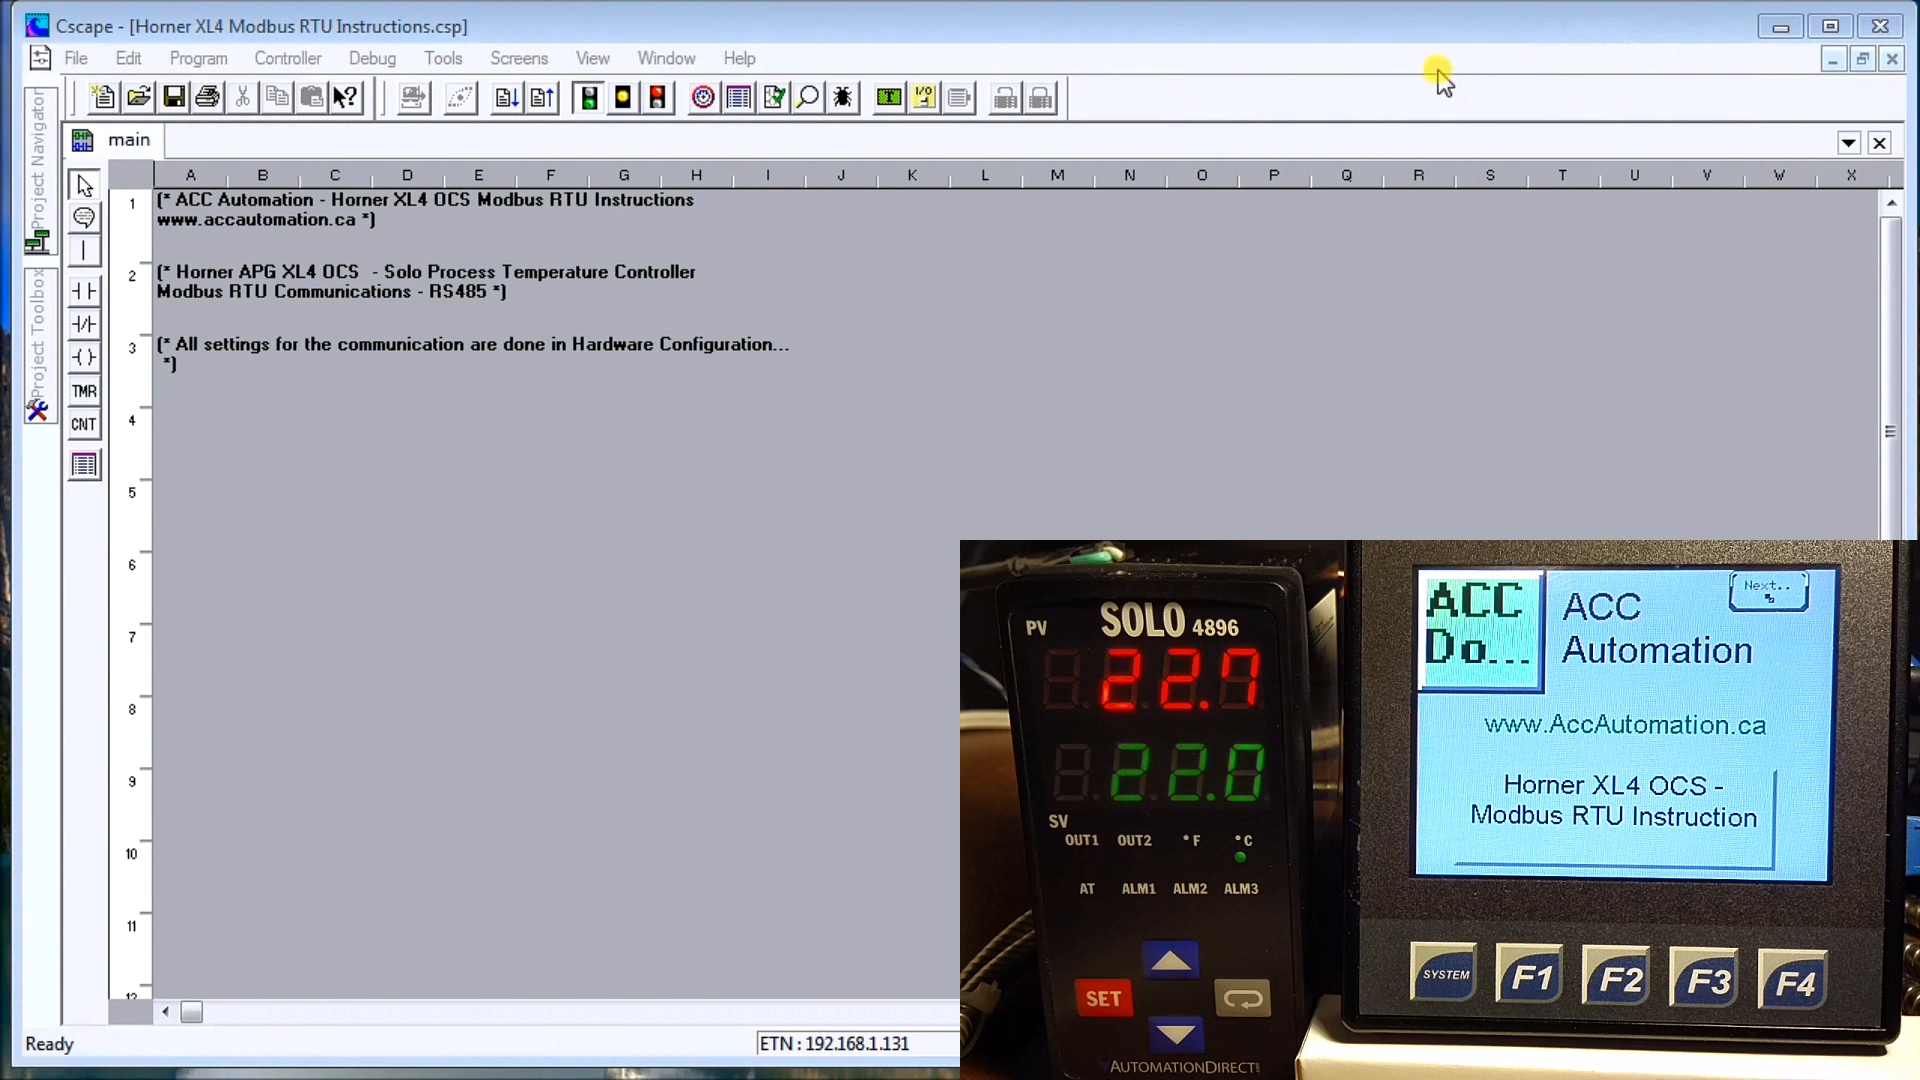 Cscape - [Horner XL4 Modbus RTU Instructions.csp]
File Edit Program Controller Debug Tools Screens View Window Help
T I/O
main
Project Navigator
Project Toolbox
A B C D E F G H I J K L M N O P Q R S T U V W X
1 (* ACC Automation - Horner XL4 OCS Modbus RTU Instructions
www.accautomation.ca *)
2 (* Horner APG XL4 OCS - Solo Process Temperature Controller
Modbus RTU Communications - RS485 *)
3 (* All settings for the communication are done in Hardware Configuration...
*)
TMR
4
CNT
5
6
7
8
9
10
11
12
Ready
ETN : 192.168.1.131
PV SOLO 4896
22.7
22.0
SV
OUT1 OUT2 °F °C
AT ALM1 ALM2 ALM3
SET
AUTOMATIONDIRECT
ACC
Do...
ACC
Automation
Next..
www.AccAutomation.ca
Horner XL4 OCS -
Modbus RTU Instruction
SYSTEM F1 F2 F3 F4